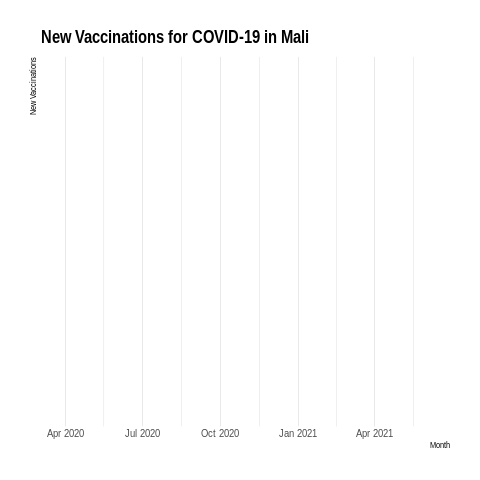 New Vaccinations for COVID-19 in Mali
New Vaccinations
Apr 2020 Jul 2020 Oct 2020 Jan 2021 Apr 2021
Month